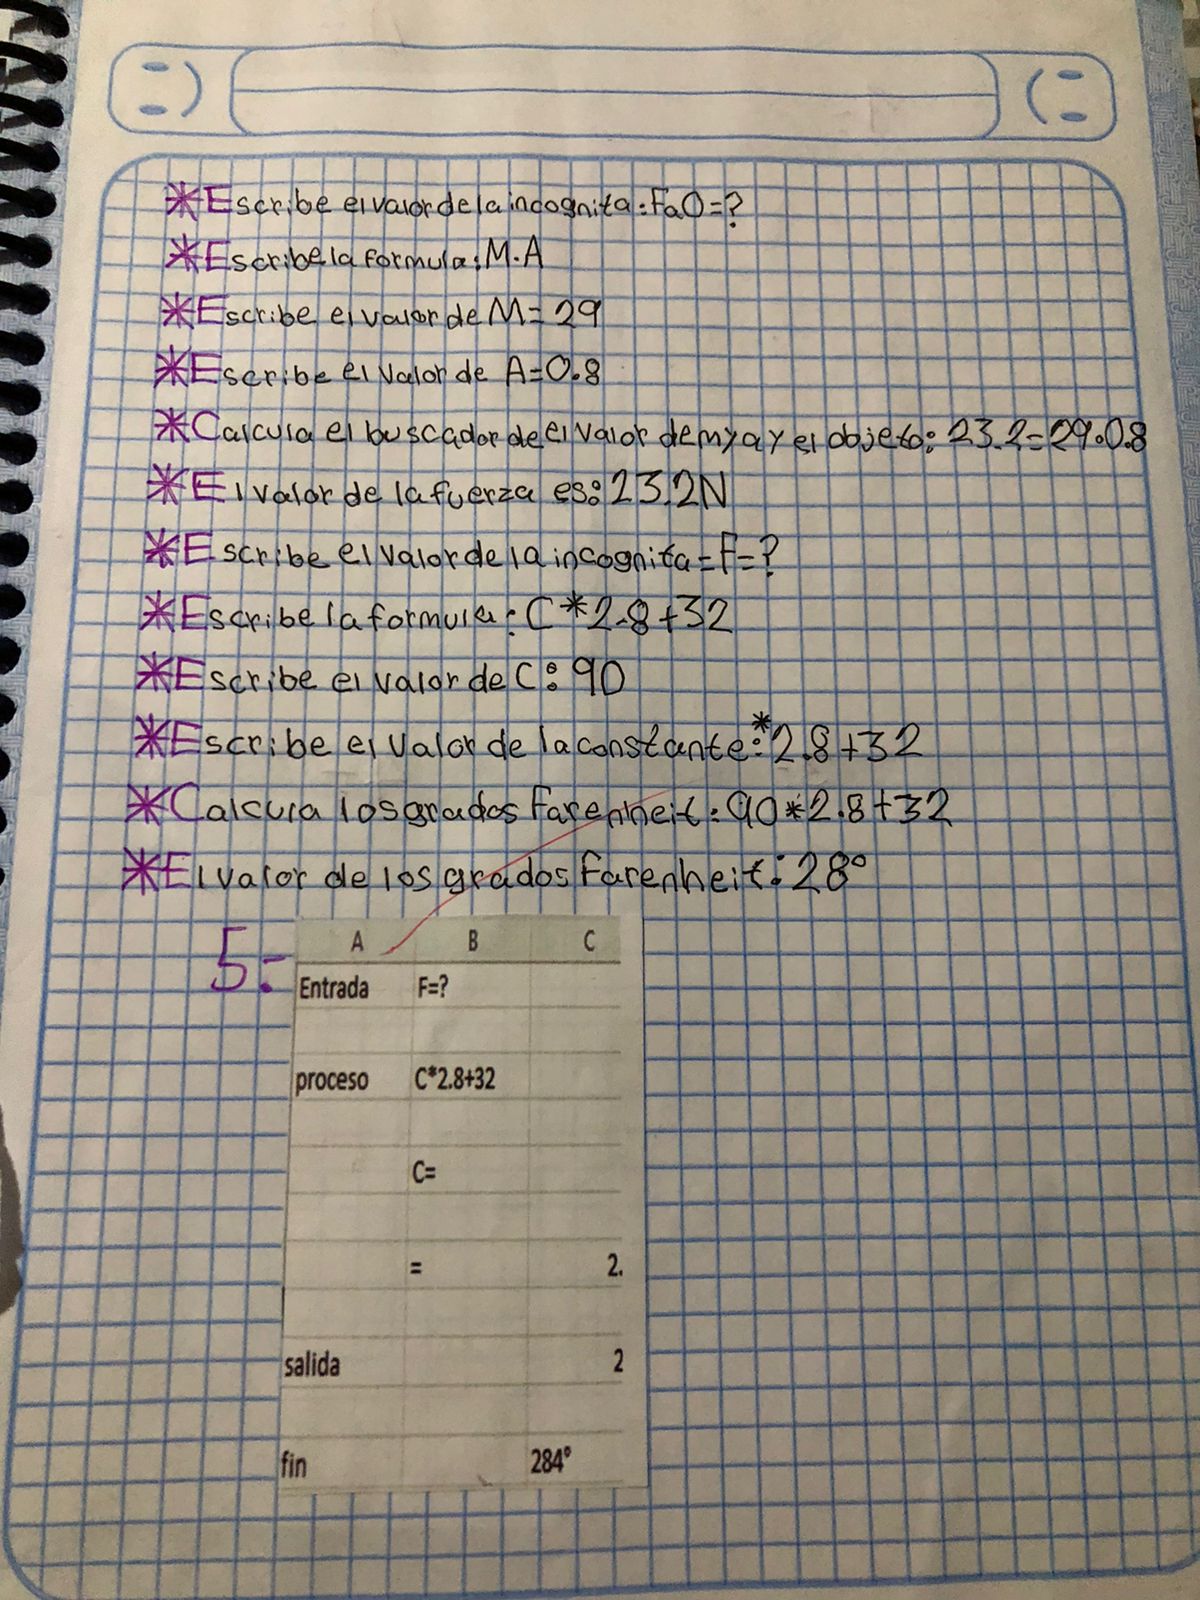 *Escribe el valor de la incognita: FaO=?
*Escribe la formula: M.A
*Escribe el valor de M= 29
*Escribe el valor de A=0.8
*Calcula el buscador de el valor de m y a y el objeto: 23.2=29.0.8
*El valor de la fuerza es: 23.2N
*Escribe el valor de la incognita=F=?
*Escribe la formula: C*2.8+32
*Escribe el valor de C: 90
*Escribe el valor de la constante:*2.8+32
*Calcula los grados Farenheit: 90*2.8+32
*El valor de los grados Farenheit: 28°
5:-
A B C
Entrada F=?
proceso C*2.8+32
C=
= 2.
salida 2
fin 284°